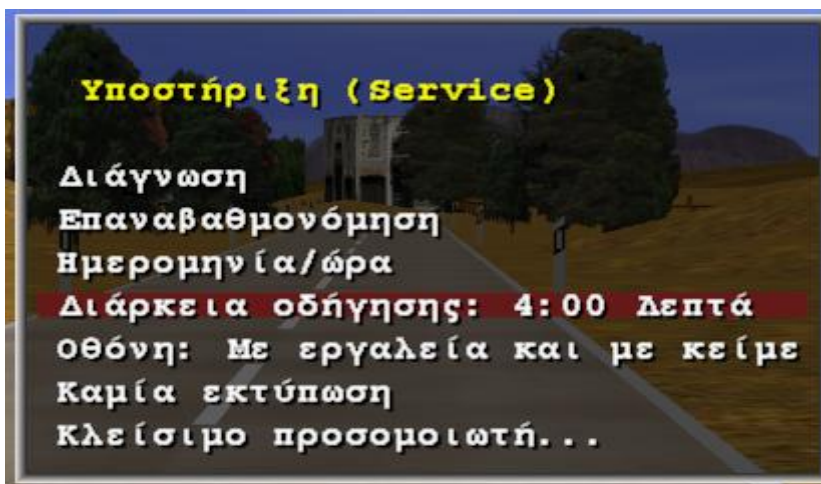 Υποστήριξη (Service)
Διάγνωση
Επαναβαθμονόμηση
Ημερομηνία/ώρα
Διάρκεια οδήγησης: 4:00 Λεπτά
Οθόνη: Με εργαλεία και με κείμε
Καμία εκτύπωση
Κλείσιμο προσομοιωτή...